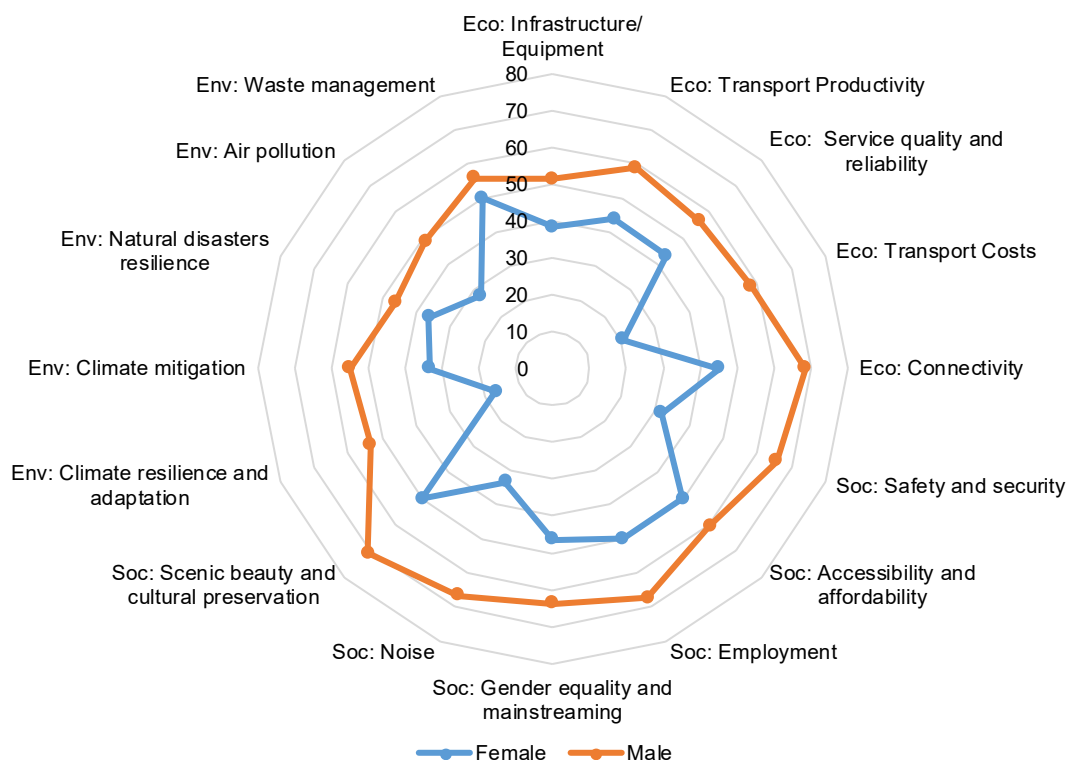 Eco: Infrastructure/
Equipment
Env: Waste management
80
Eco: Transport Productivity
70
Env: Air pollution
60
Eco:  Service quality and
reliability
50
40
Env: Natural disasters
resilience
30
Eco: Transport Costs
20
10
Env: Climate mitigation
0
Eco: Connectivity
Env: Climate resilience and
adaptation
Soc: Safety and security
Soc: Scenic beauty and
cultural preservation
Soc: Accessibility and
affordability
Soc: Noise
Soc: Employment
Soc: Gender equality and
mainstreaming
Female
Male